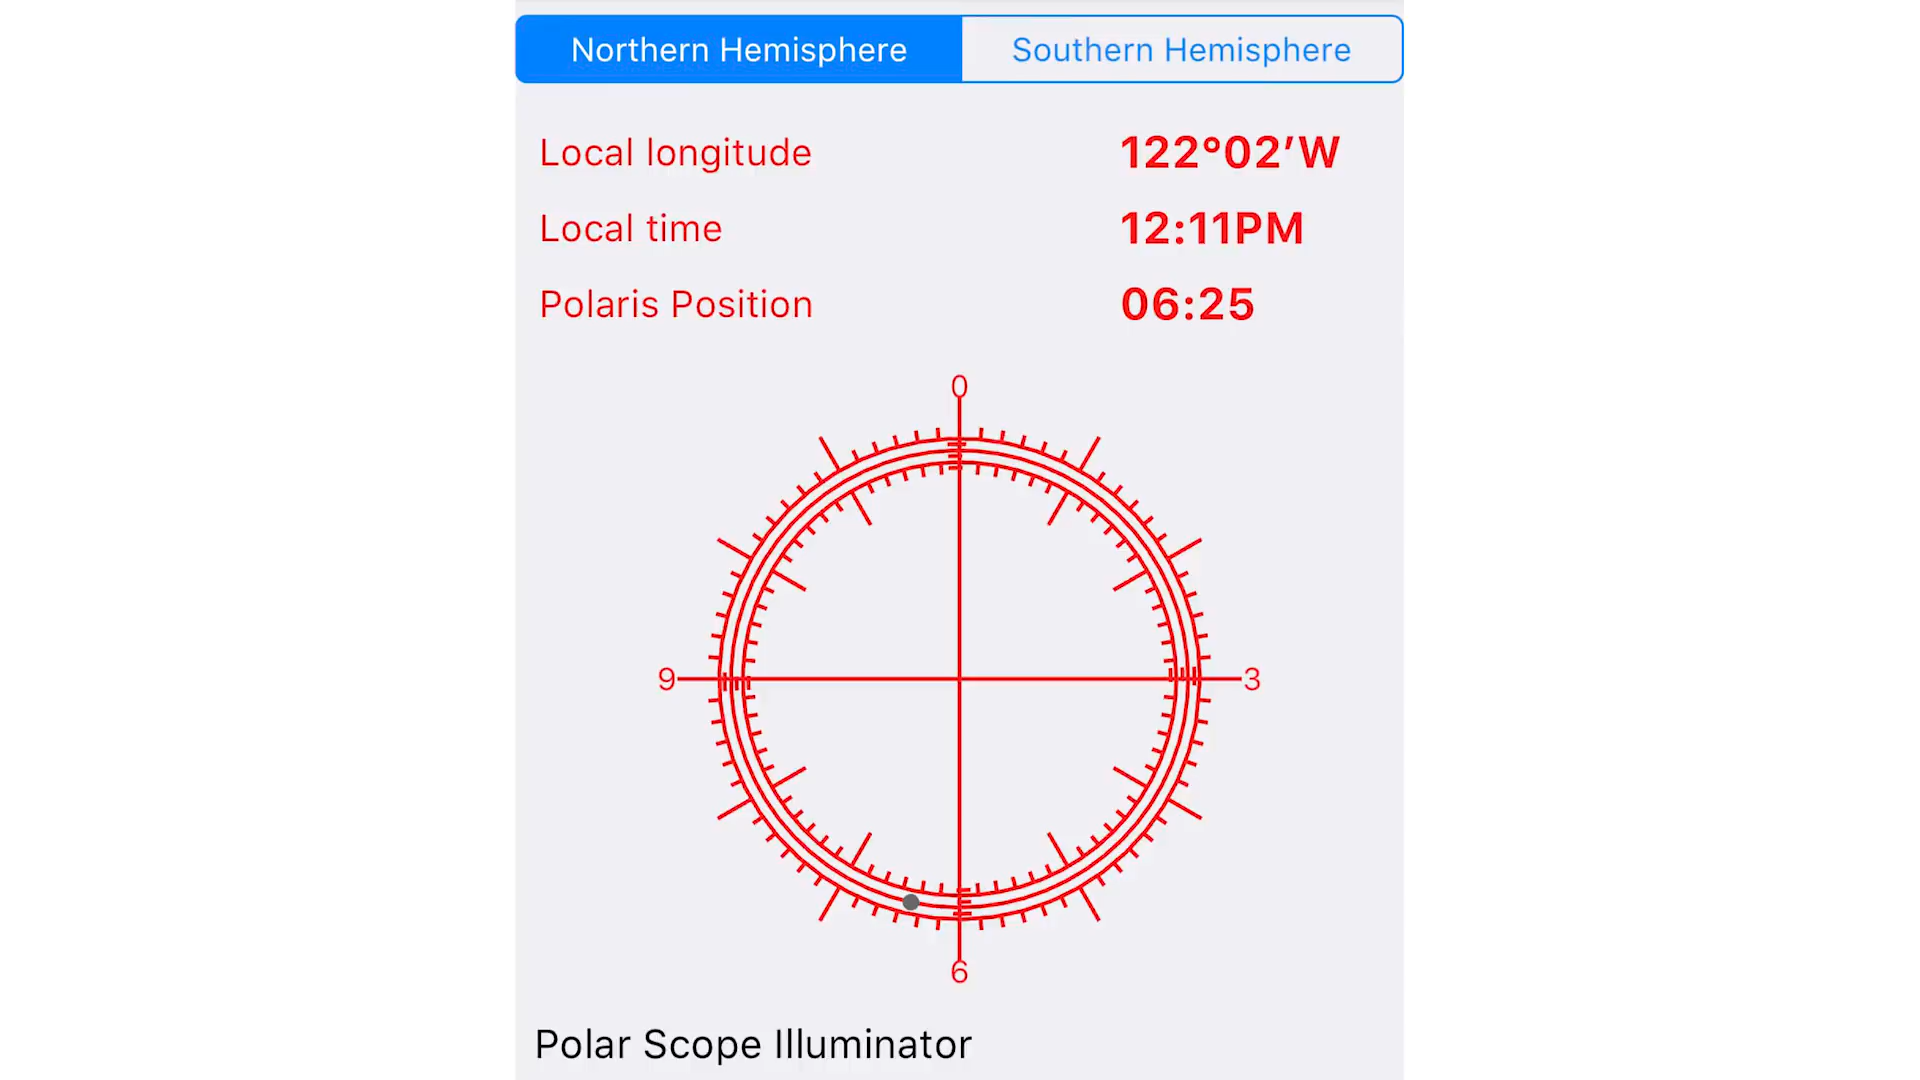 Northern Hemisphere Southern Hemisphere
Local longitude 122°02’W
Local time 12:11PM
Polaris Position 06:25
0
9 3
6
Polar Scope Illuminator